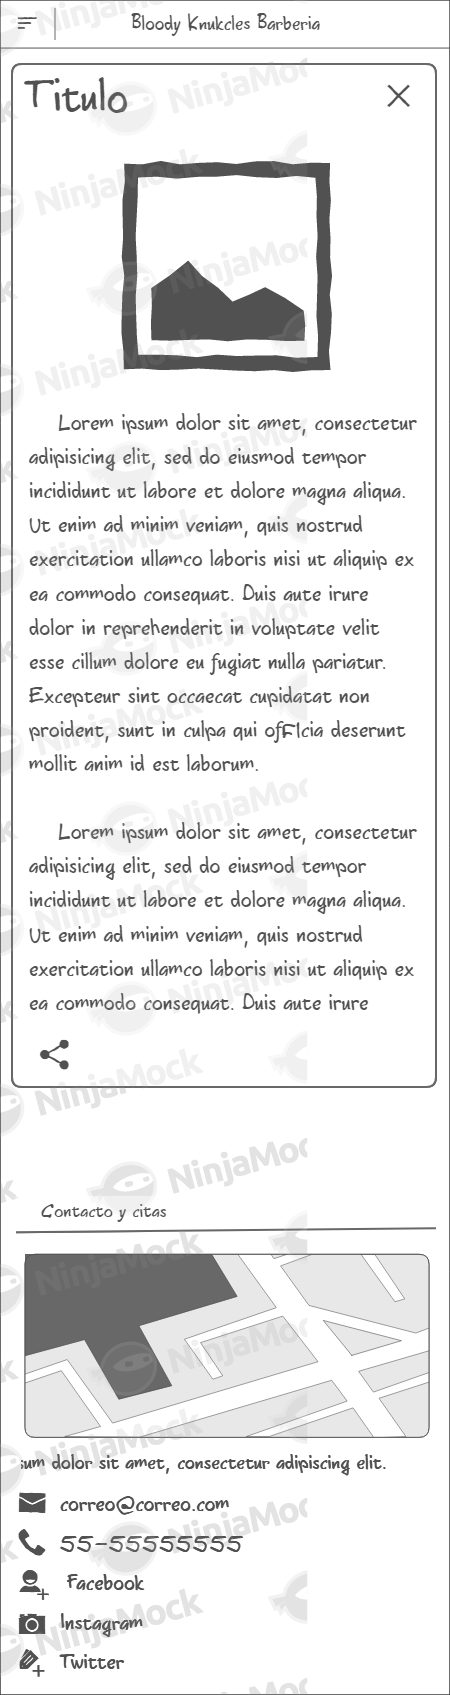 Bloody Knukcles Barberia
Titulo
Lorem ipsum dolor sit amet, consectetur
adipisicing elit, sed do eiusmod tempor
incididunt ut labore et dolore magna aliqua.
Ut enim ad minim veniam, quis nostrud
exercitation ullamco laboris nisi ut aliquip ex
ea commodo consequat. Duis aute irure
dolor in reprehenderit in voluptate velit
esse cillum dolore eu fugiat nulla pariatur.
Excepteur sint occaecat cupidatat non
proident, sunt in culpa qui officia deserunt
mollit anim id est laborum.
Lorem ipsum dolor sit amet, consectetur
adipisicing elit, sed do eiusmod tempor
incididunt ut labore et dolore magna aliqua.
Ut enim ad minim veniam, quis nostrud
exercitation ullamco laboris nisi ut aliquip ex
ea commodo consequat. Duis aute irure
Contacto y citas
sum dolor sit amet, consectetur adipiscing elit.
correo@correo.com
55-55555555
Facebook
Instagram
Twitter
NinjaMock